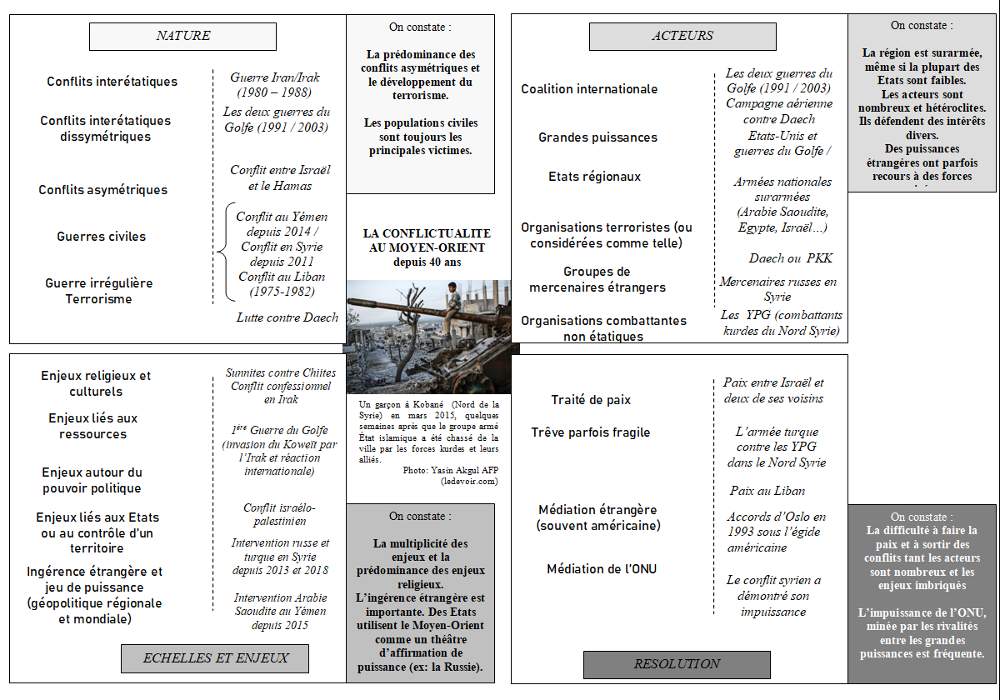 NATURE
Conflits interétatiques
Guerre Iran/Irak
(1980 – 1988)
Conflits interétatiques
dissymétriques
Les deux guerres du
Golfe (1991 / 2003)
Conflits asymétriques
Conflit entre Israël
et le Hamas
Guerres civiles
Conflit au Yémen
depuis 2014 /
Conflit en Syrie
depuis 2011
Conflit au Liban
(1975-1982)
Guerre irrégulière
Terrorisme
Lutte contre Daech
On constate :
La prédominance des
conflits asymétriques et
le développement du
terrorisme.
Les populations civiles
sont toujours les
principales victimes.
ACTEURS
Coalition internationale
Les deux guerres du
Golfe (1991 / 2003)
Campagne aérienne
contre Daech
Grandes puissances
Etats-Unis et
guerres du Golfe /
Etats régionaux
Armées nationales
surarmées
(Arabie Saoudite,
Egypte, Israël…)
Organisations terroristes (ou
considérées comme telle)
Daech ou PKK
Groupes de
mercenaires étrangers
Mercenaires russes en
Syrie
Organisations combattantes
non étatiques
Les YPG (combattants
kurdes du Nord Syrie)
On constate :
La région est surarmée,
même si la plupart des
Etats sont faibles.
Les acteurs sont
nombreux et hétéroclites.
Ils défendent des intérêts
divers.
Des puissances
étrangères ont parfois
recours à des forces
LA CONFLICTUALITE
AU MOYEN-ORIENT
depuis 40 ans
Un garçon à Kobané (Nord de la
Syrie) en mars 2015, quelques
semaines après que le groupe armé
État islamique a été chassé de la
ville par les forces kurdes et leurs
alliés.
Photo: Yasin Akgul AFP
(ledevoir.com)
Enjeux religieux et
culturels
Sunnites contre Chiites
Conflit confessionnel
en Irak
Enjeux liés aux
ressources
1ère Guerre du Golfe
(invasion du Koweït par
l’Irak et réaction
internationale)
Enjeux autour du
pouvoir politique
Enjeux liés aux Etats
ou au contrôle d'un
territoire
Conflit israélo-
palestinien
Intervention russe et
turque en Syrie
depuis 2013 et 2018
Ingérence étrangère et
jeu de puissance
(géopolitique régionale
et mondiale)
Intervention Arabie
Saoudite au Yémen
depuis 2015
ECHELLES ET ENJEUX
On constate :
La multiplicité des
enjeux et la
prédominance des enjeux
religieux.
L’ingérence étrangère est
importante. Des Etats
utilisent le Moyen-Orient
comme un théâtre
d’affirmation de
puissance (ex: la Russie).
Traité de paix
Paix entre Israël et
deux de ses voisins
Trêve parfois fragile
L’armée turque
contre les YPG
dans le Nord Syrie
Paix au Liban
Médiation étrangère
(souvent américaine)
Accords d’Oslo en
1993 sous l’égide
américaine
Médiation de l'ONU
Le conflit syrien a
démontré son
impuissance
RESOLUTION
On constate :
La difficulté à faire la
paix et à sortir des
conflits tant les acteurs
sont nombreux et les
enjeux imbriqués
L’impuissance de l’ONU,
minée par les rivalités
entre les grandes
puissances est fréquente.